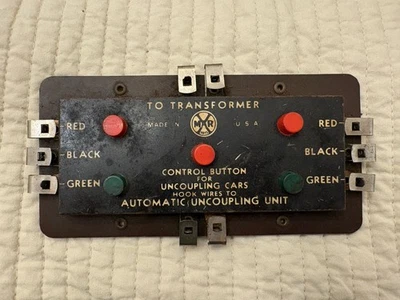 TO TRANSFORMER
MADE IN MAR U.S.A.
RED RED
BLACK BLACK
GREEN GREEN
CONTROL BUTTON
FOR
UNCOUPLING CARS
HOOK WIRES TO
AUTOMATIC UNCOUPLING UNIT